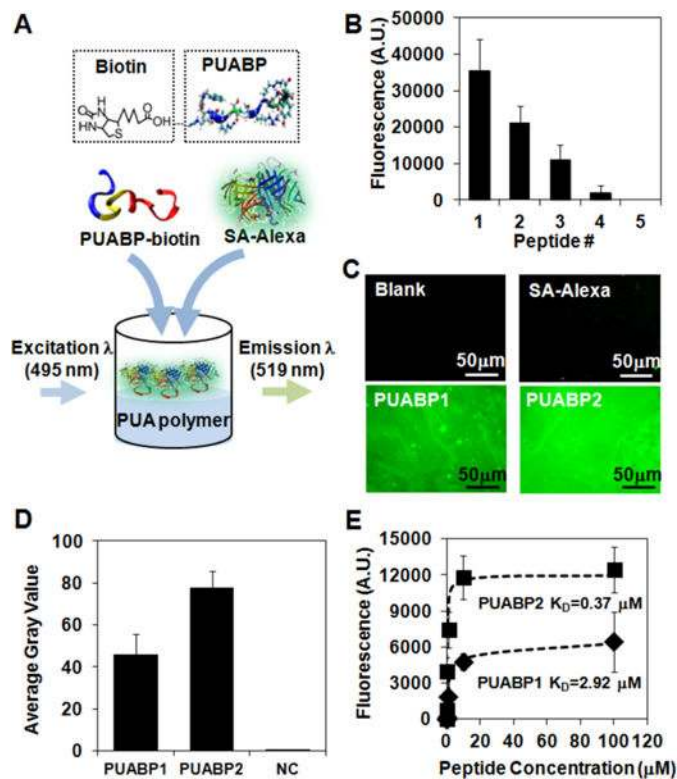 A
Biotin
PUABP
O
HN
HN
S
O
OH
PUABP-biotin
SA-Alexa
Excitation λ
(495 nm)
Emission λ
(519 nm)
PUA polymer
B
Fluorescence (A.U.)
50000
40000
30000
20000
10000
0
1 2 3 4 5
Peptide #
C
Blank
50μm
SA-Alexa
50μm
PUABP1
50μm
PUABP2
50μm
D
Average Gray Value
100
80
60
40
20
0
PUABP1 PUABP2 NC
E
Fluorescence (A.U.)
15000
12000
9000
6000
3000
0
PUABP2 KD=0.37 μM
PUABP1 KD=2.92 μM
0 20 40 60 80 100 120
Peptide Concentration (μM)